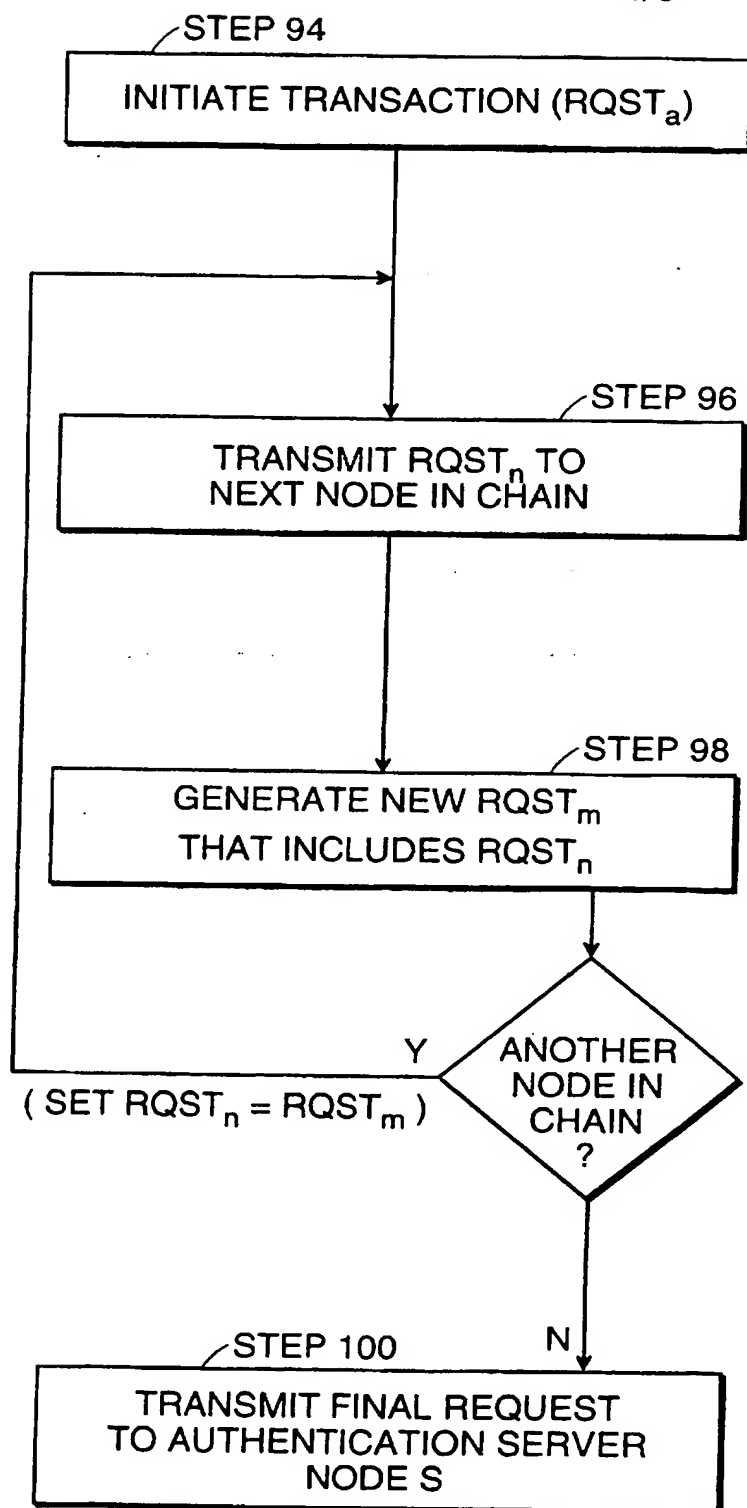 STEP 94
INITIATE TRANSACTION (RQSTₐ)
STEP 96
TRANSMIT RQSTₙ TO
NEXT NODE IN CHAIN
STEP 98
GENERATE NEW RQSTₘ
THAT INCLUDES RQSTₙ
Y
ANOTHER
NODE IN
CHAIN
?
( SET RQSTₙ = RQSTₘ )
N
STEP 100
TRANSMIT FINAL REQUEST
TO AUTHENTICATION SERVER
NODE S